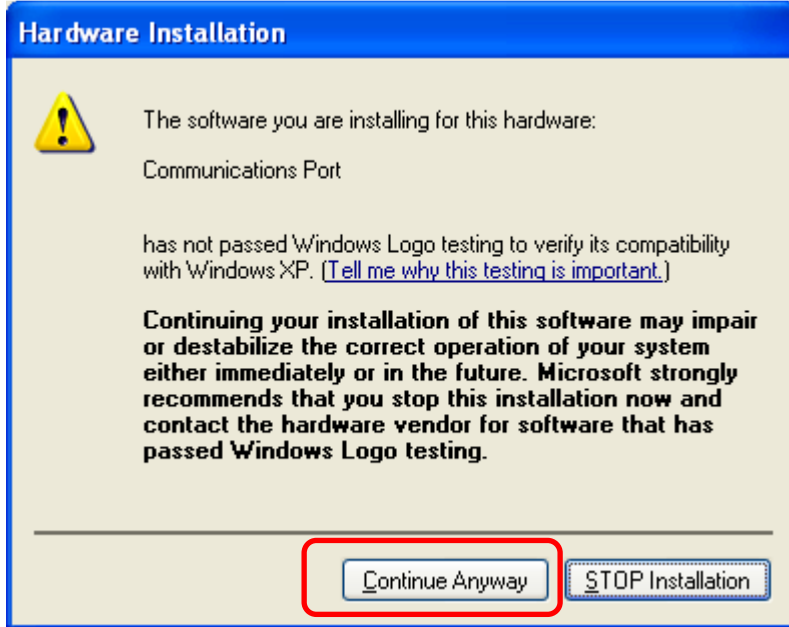 Hardware Installation
The software you are installing for this hardware:
Communications Port
has not passed Windows Logo testing to verify its compatibility
with Windows XP. (Tell me why this testing is important.)
Continuing your installation of this software may impair
or destabilize the correct operation of your system
either immediately or in the future. Microsoft strongly
recommends that you stop this installation now and
contact the hardware vendor for software that has
passed Windows Logo testing.
Continue Anyway STOP Installation